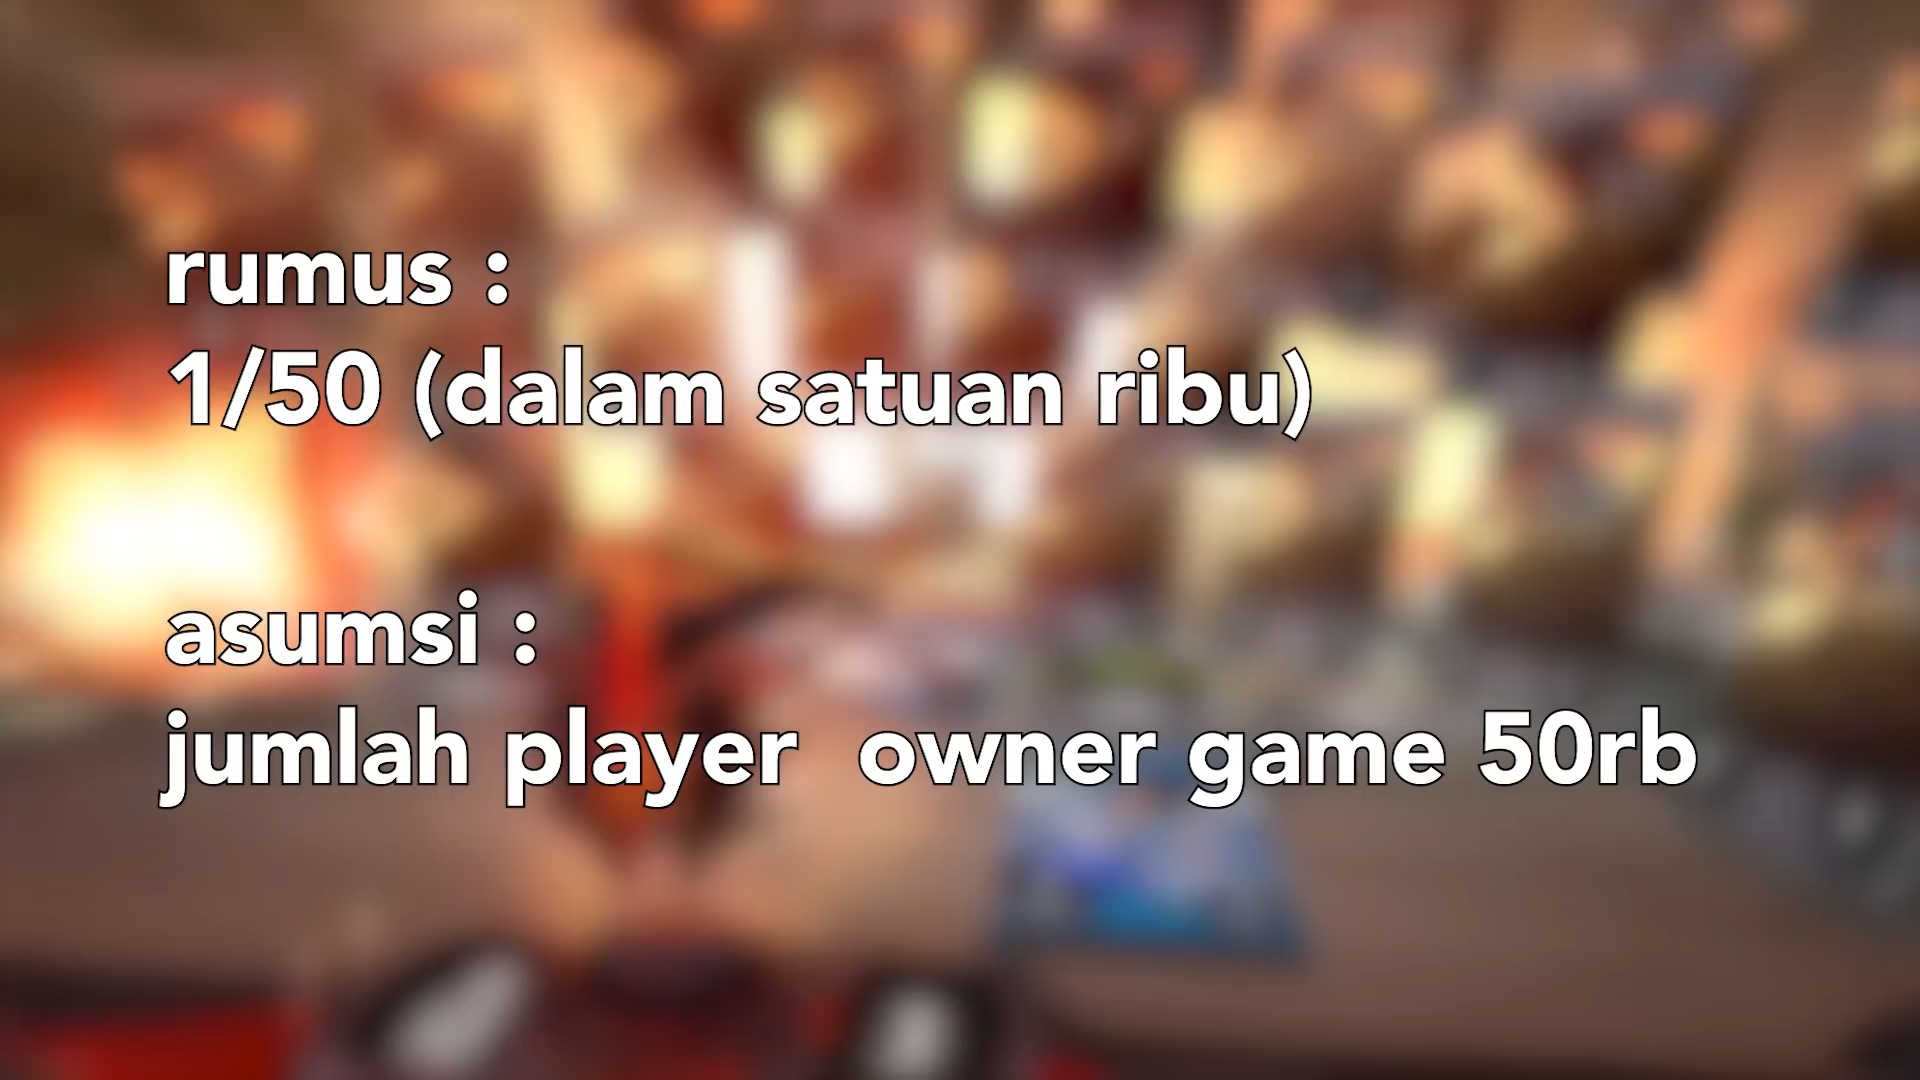 rumus :
1/50 (dalam satuan ribu)
asumsi :
jumlah player  owner game 50rb